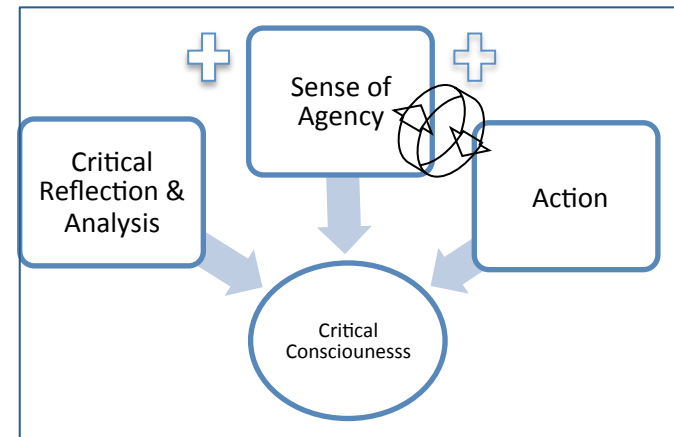 Critical
Reflection &
Analysis
Sense of
Agency
Action
Critical
Consciounesss